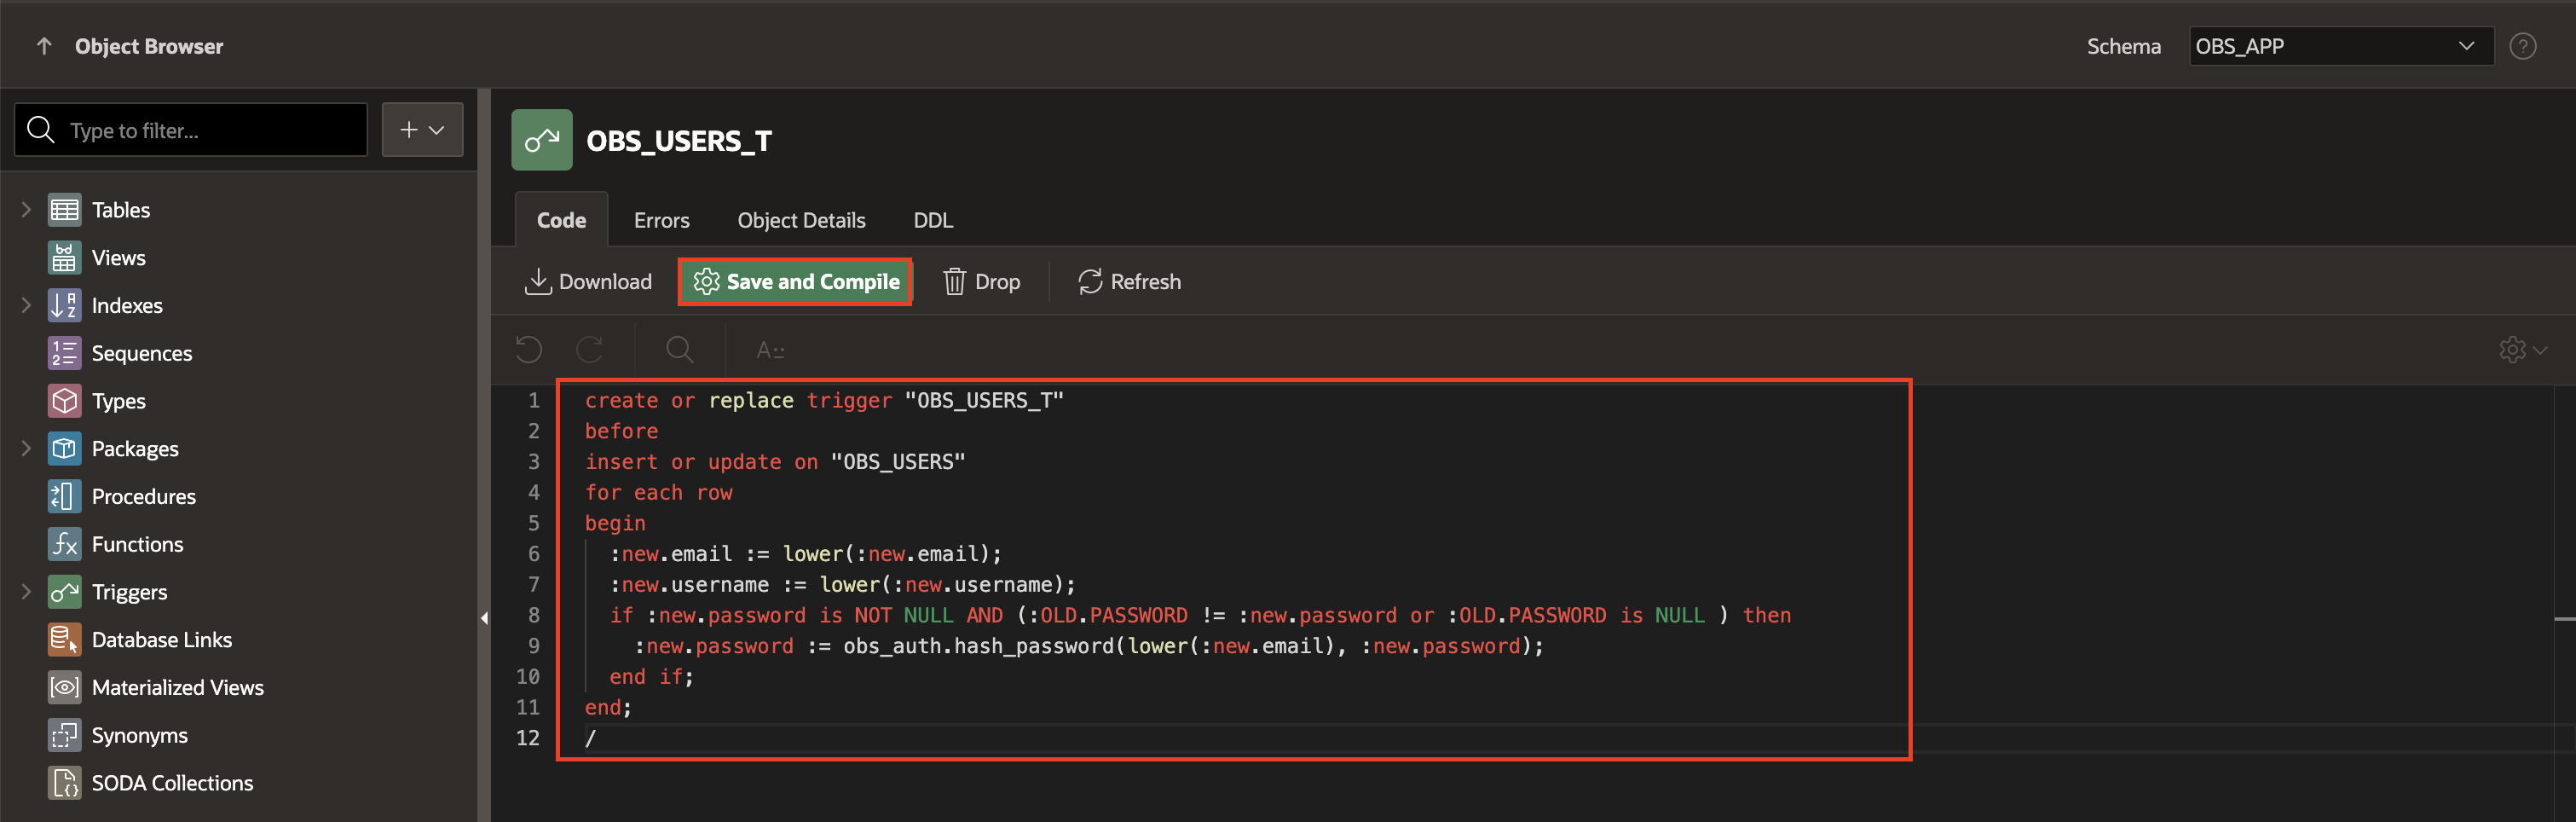 Object Browser
Schema
OBS_APP
Type to filter...
Tables
Views
Indexes
Sequences
Types
Packages
Procedures
Functions
Triggers
Database Links
Materialized Views
Synonyms
SODA Collections
OBS_USERS_T
Code Errors Object Details DDL
Download Save and Compile Drop Refresh
1 create or replace trigger "OBS_USERS_T"
2 before
3 insert or update on "OBS_USERS"
4 for each row
5 begin
6 :new.email := lower(:new.email);
7 :new.username := lower(:new.username);
8 if :new.password is NOT NULL AND (:OLD.PASSWORD != :new.password or :OLD.PASSWORD is NULL ) then
9 :new.password := obs_auth.hash_password(lower(:new.email), :new.password);
10 end if;
11 end;
12 /